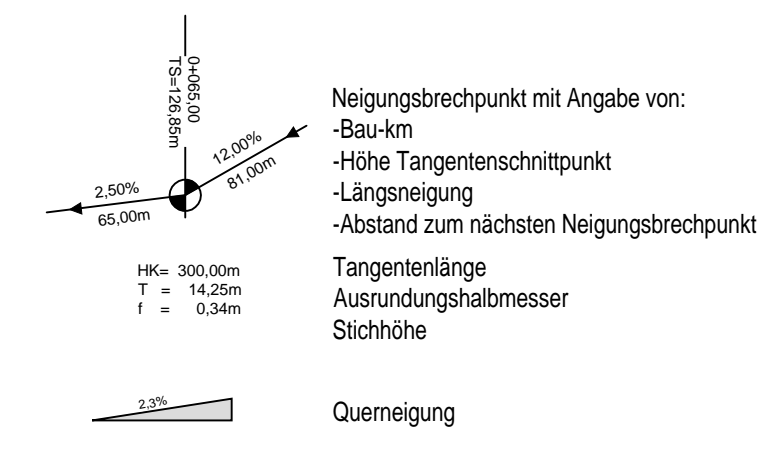 0+065,00
TS=126,85m
12,00%
81,00m
2,50%
65,00m
Neigungsbrechpunkt mit Angabe von:
-Bau-km
-Höhe Tangentenschnittpunkt
-Längsneigung
-Abstand zum nächsten Neigungsbrechpunkt
HK= 300,00m
T = 14,25m
f = 0,34m
Tangentenlänge
Ausrundungshalbmesser
Stichhöhe
2,3%
Querneigung